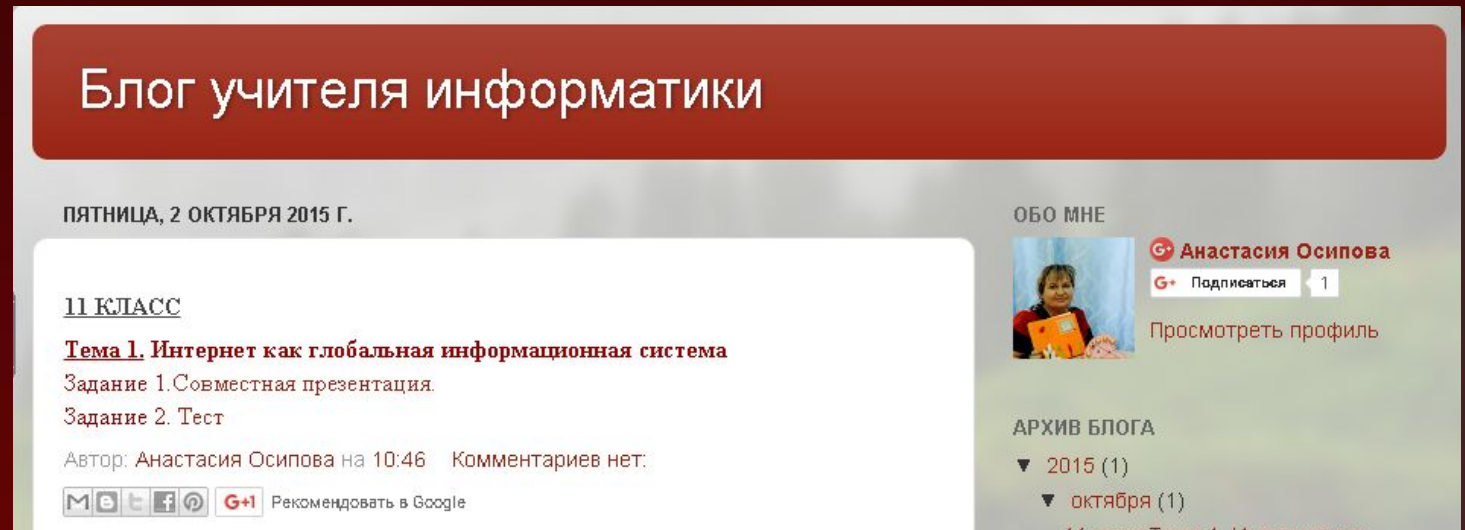 Блог учителя информатики
ПЯТНИЦА, 2 ОКТЯБРЯ 2015 Г.
11 КЛАСС
Тема 1. Интернет как глобальная информационная система
Задание 1.Совместная презентация.
Задание 2. Тест
Автор: Анастасия Осипова на 10:46 Комментариев нет:
G+1 Рекомендовать в Google
ОБО МНЕ
G+ Анастасия Осипова
G+ Подписаться 1
Просмотреть профиль
АРХИВ БЛОГА
▼ 2015 (1)
▼ октября (1)